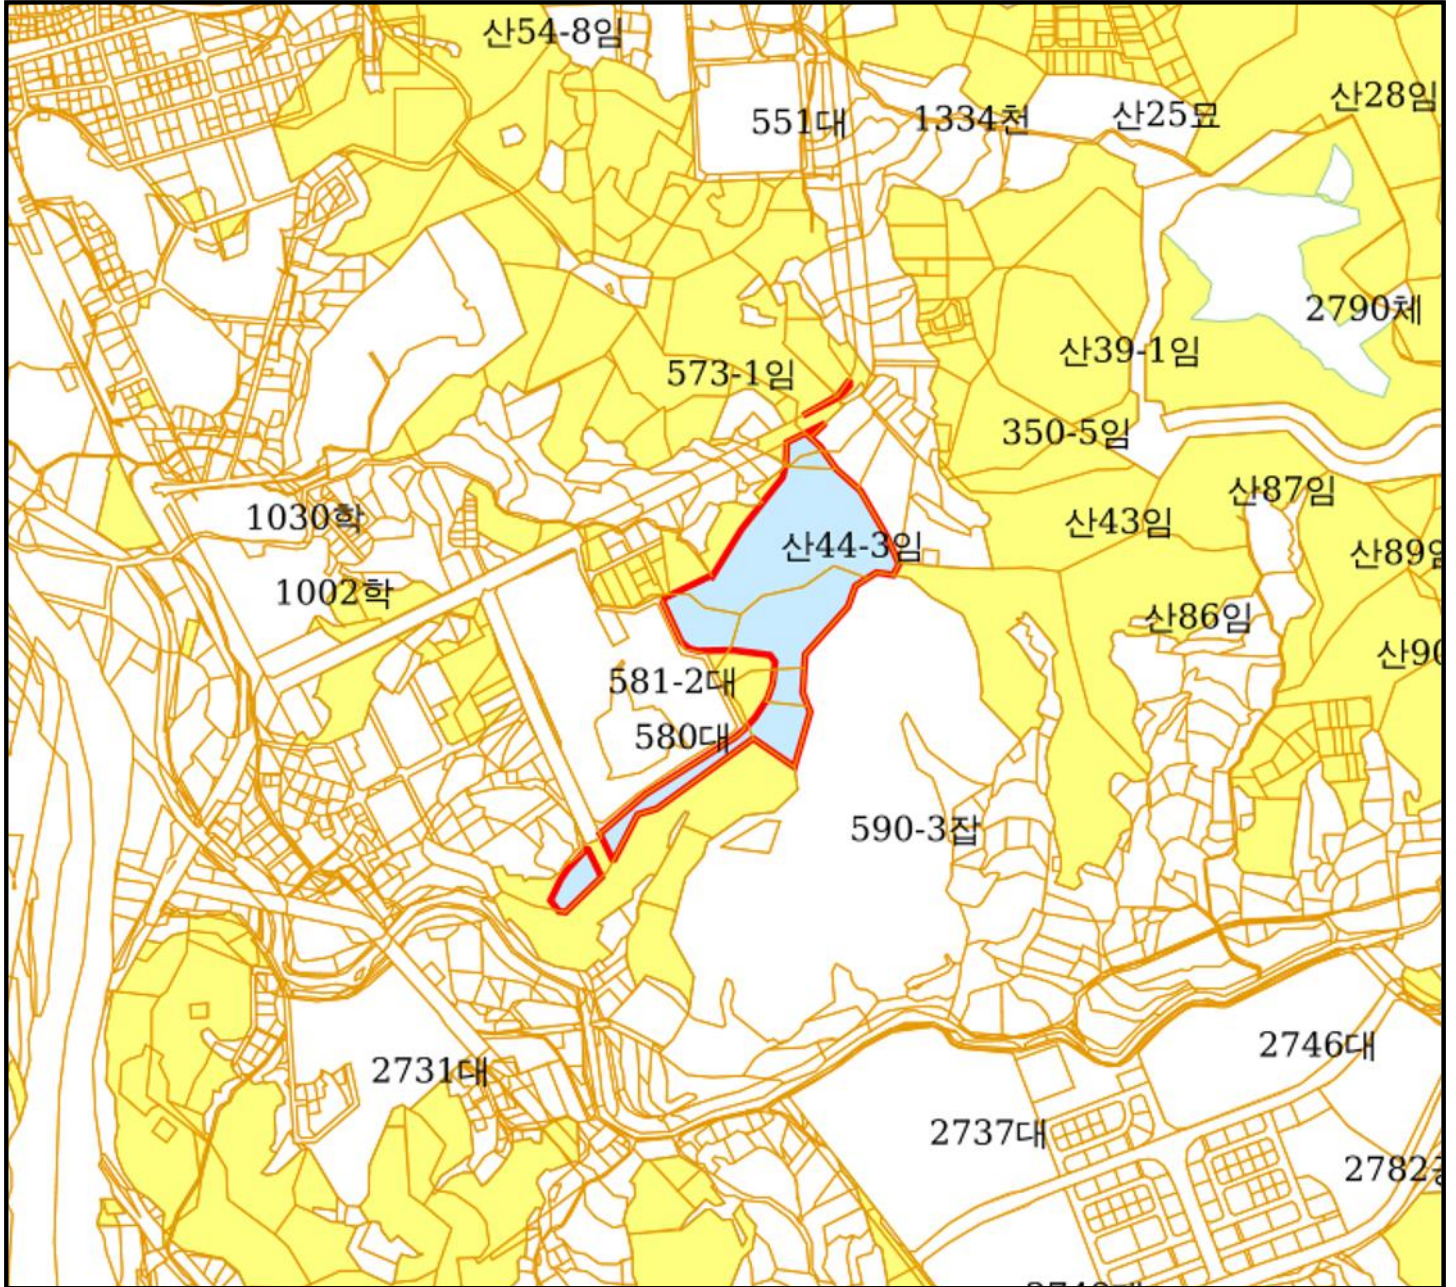 산54-8임
산28임
551대
1334천
산25묘
2790체
산39-1임
573-1임
350-5임
산87임
1030학
산43임
산44-3임
산89임
1002학
산86임
산90
581-2대
580대
590-3잡
2746대
2731대
2737대
2782